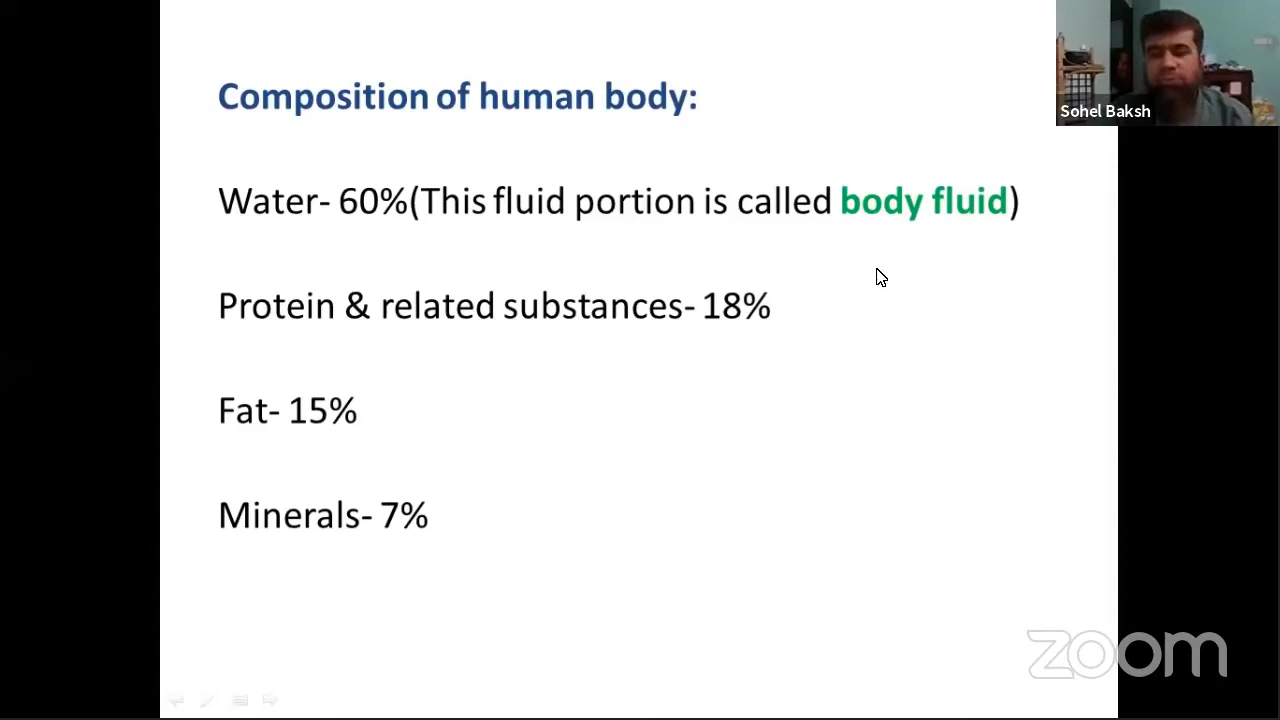 Composition of human body:
Sohel Baksh
Water- 60%(This fluid portion is called body fluid)
Protein & related substances- 18%
Fat- 15%
Minerals- 7%
zoom